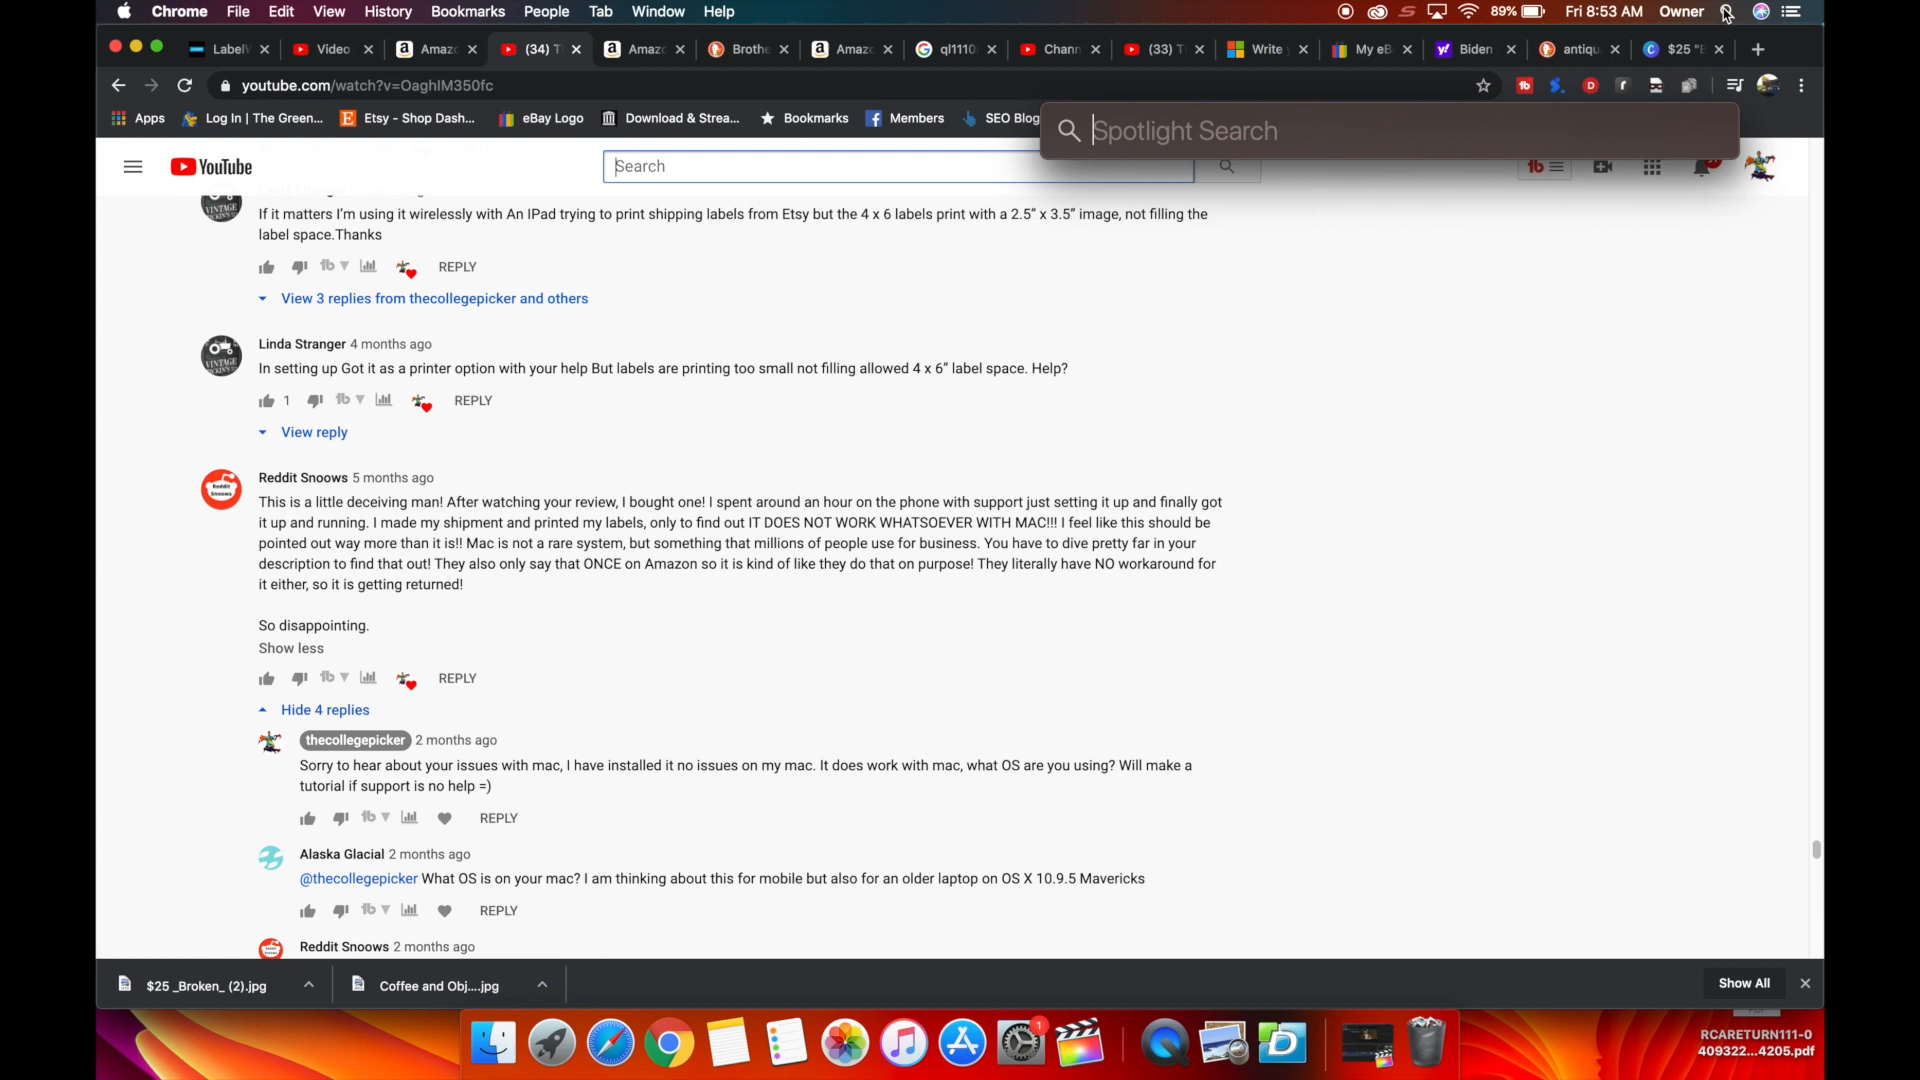 Chrome File Edit View History Bookmarks People Tab Window Help 89% Fri 8:53 AM Owner
LabelW Video Amazo (34) T Amazo Brothe Amazo ql1110 Chann (33) T Write My eB Biden antiqu $25 "B
youtube.com/watch?v=OaghIM350fc
Apps Log In | The Green... Etsy - Shop Dash... eBay Logo Download & Strea... Bookmarks Members SEO Blog
Spotlight Search
YouTube Search
If it matters I'm using it wirelessly with An IPad trying to print shipping labels from Etsy but the 4 x 6 labels print with a 2.5" x 3.5" image, not filling the
label space.Thanks
REPLY
View 3 replies from thecollegepicker and others
Linda Stranger 4 months ago
In setting up Got it as a printer option with your help But labels are printing too small not filling allowed 4 x 6" label space. Help?
1 REPLY
View reply
Reddit Snoows 5 months ago
This is a little deceiving man! After watching your review, I bought one! I spent around an hour on the phone with support just setting it up and finally got
it up and running. I made my shipment and printed my labels, only to find out IT DOES NOT WORK WHATSOEVER WITH MAC!!! I feel like this should be
pointed out way more than it is!! Mac is not a rare system, but something that millions of people use for business. You have to dive pretty far in your
description to find that out! They also only say that ONCE on Amazon so it is kind of like they do that on purpose! They literally have NO workaround for
it either, so it is getting returned!
So disappointing.
Show less
REPLY
Hide 4 replies
thecollegepicker 2 months ago
Sorry to hear about your issues with mac, I have installed it no issues on my mac. It does work with mac, what OS are you using? Will make a
tutorial if support is no help =)
REPLY
Alaska Glacial 2 months ago
@thecollegepicker What OS is on your mac? I am thinking about this for mobile but also for an older laptop on OS X 10.9.5 Mavericks
REPLY
Reddit Snoows 2 months ago
$25 _Broken_ (2).jpg Coffee and Obj....jpg Show All
RCARETURN111-0
409322...4205.pdf